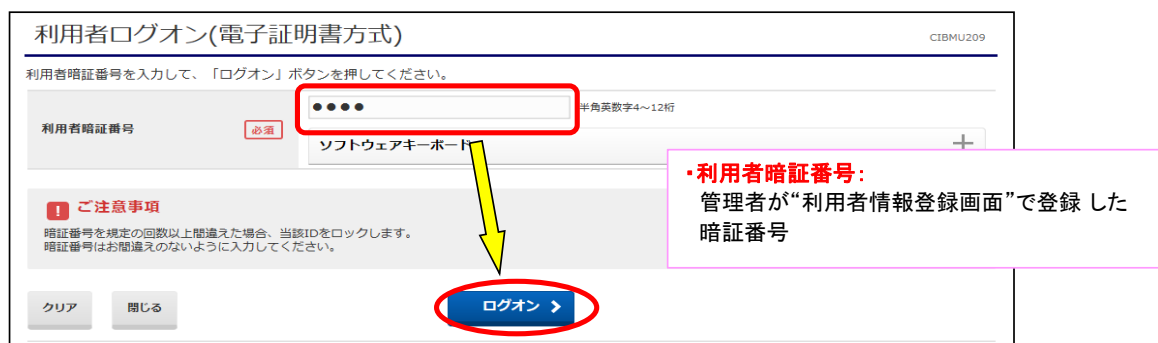 利用者ログオン(電子証明書方式)
CIBMU209
利用者暗証番号を入力して、「ログオン」ボタンを押してください。
利用者暗証番号
必須
●●●●
半角英数字4～12桁
ソフトウェアキーボード
・利用者暗証番号：
管理者が“利用者情報登録画面”で登録 した
暗証番号
! ご注意事項
暗証番号を規定の回数以上間違えた場合、当該IDをロックします。
暗証番号はお間違えのないように入力してください。
クリア
閉じる
ログオン